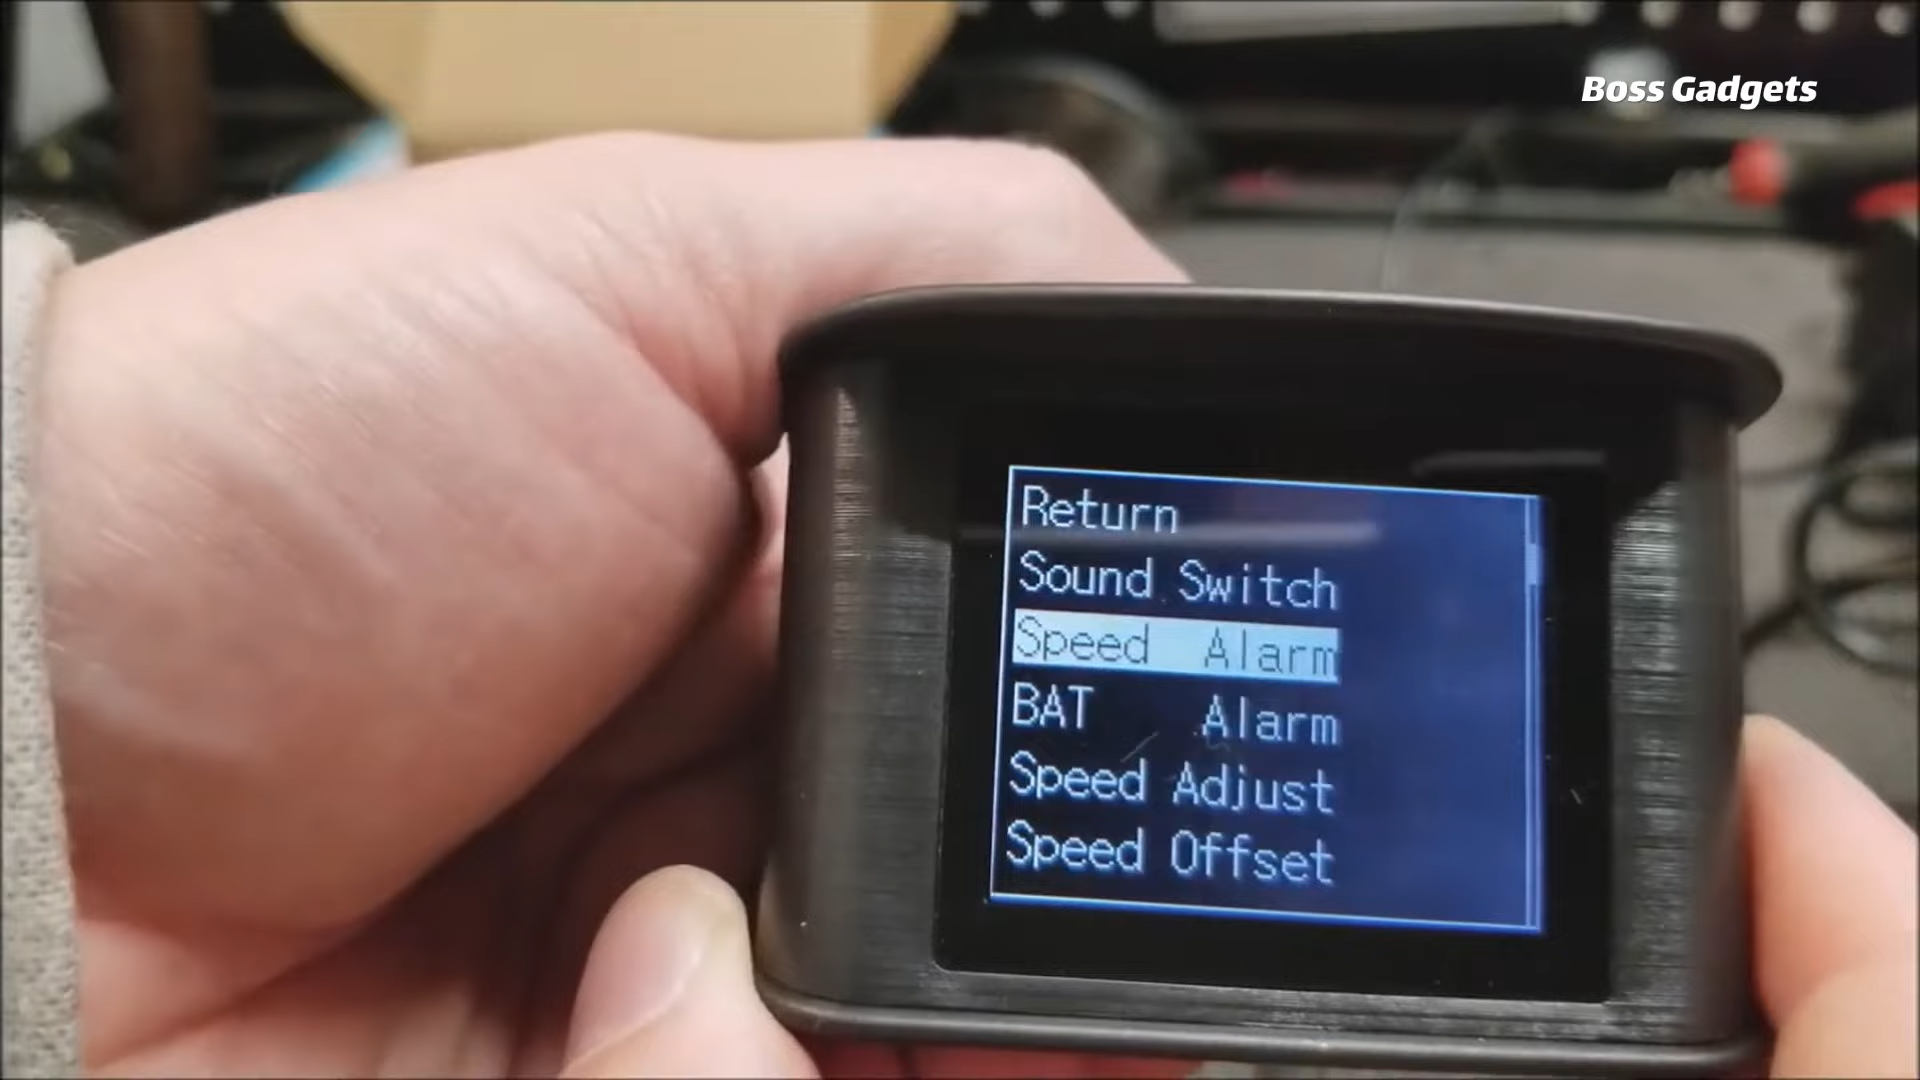 Boss Gadgets
Return
Sound Switch
Speed Alarm
BAT Alarm
Speed Adjust
Speed Offset